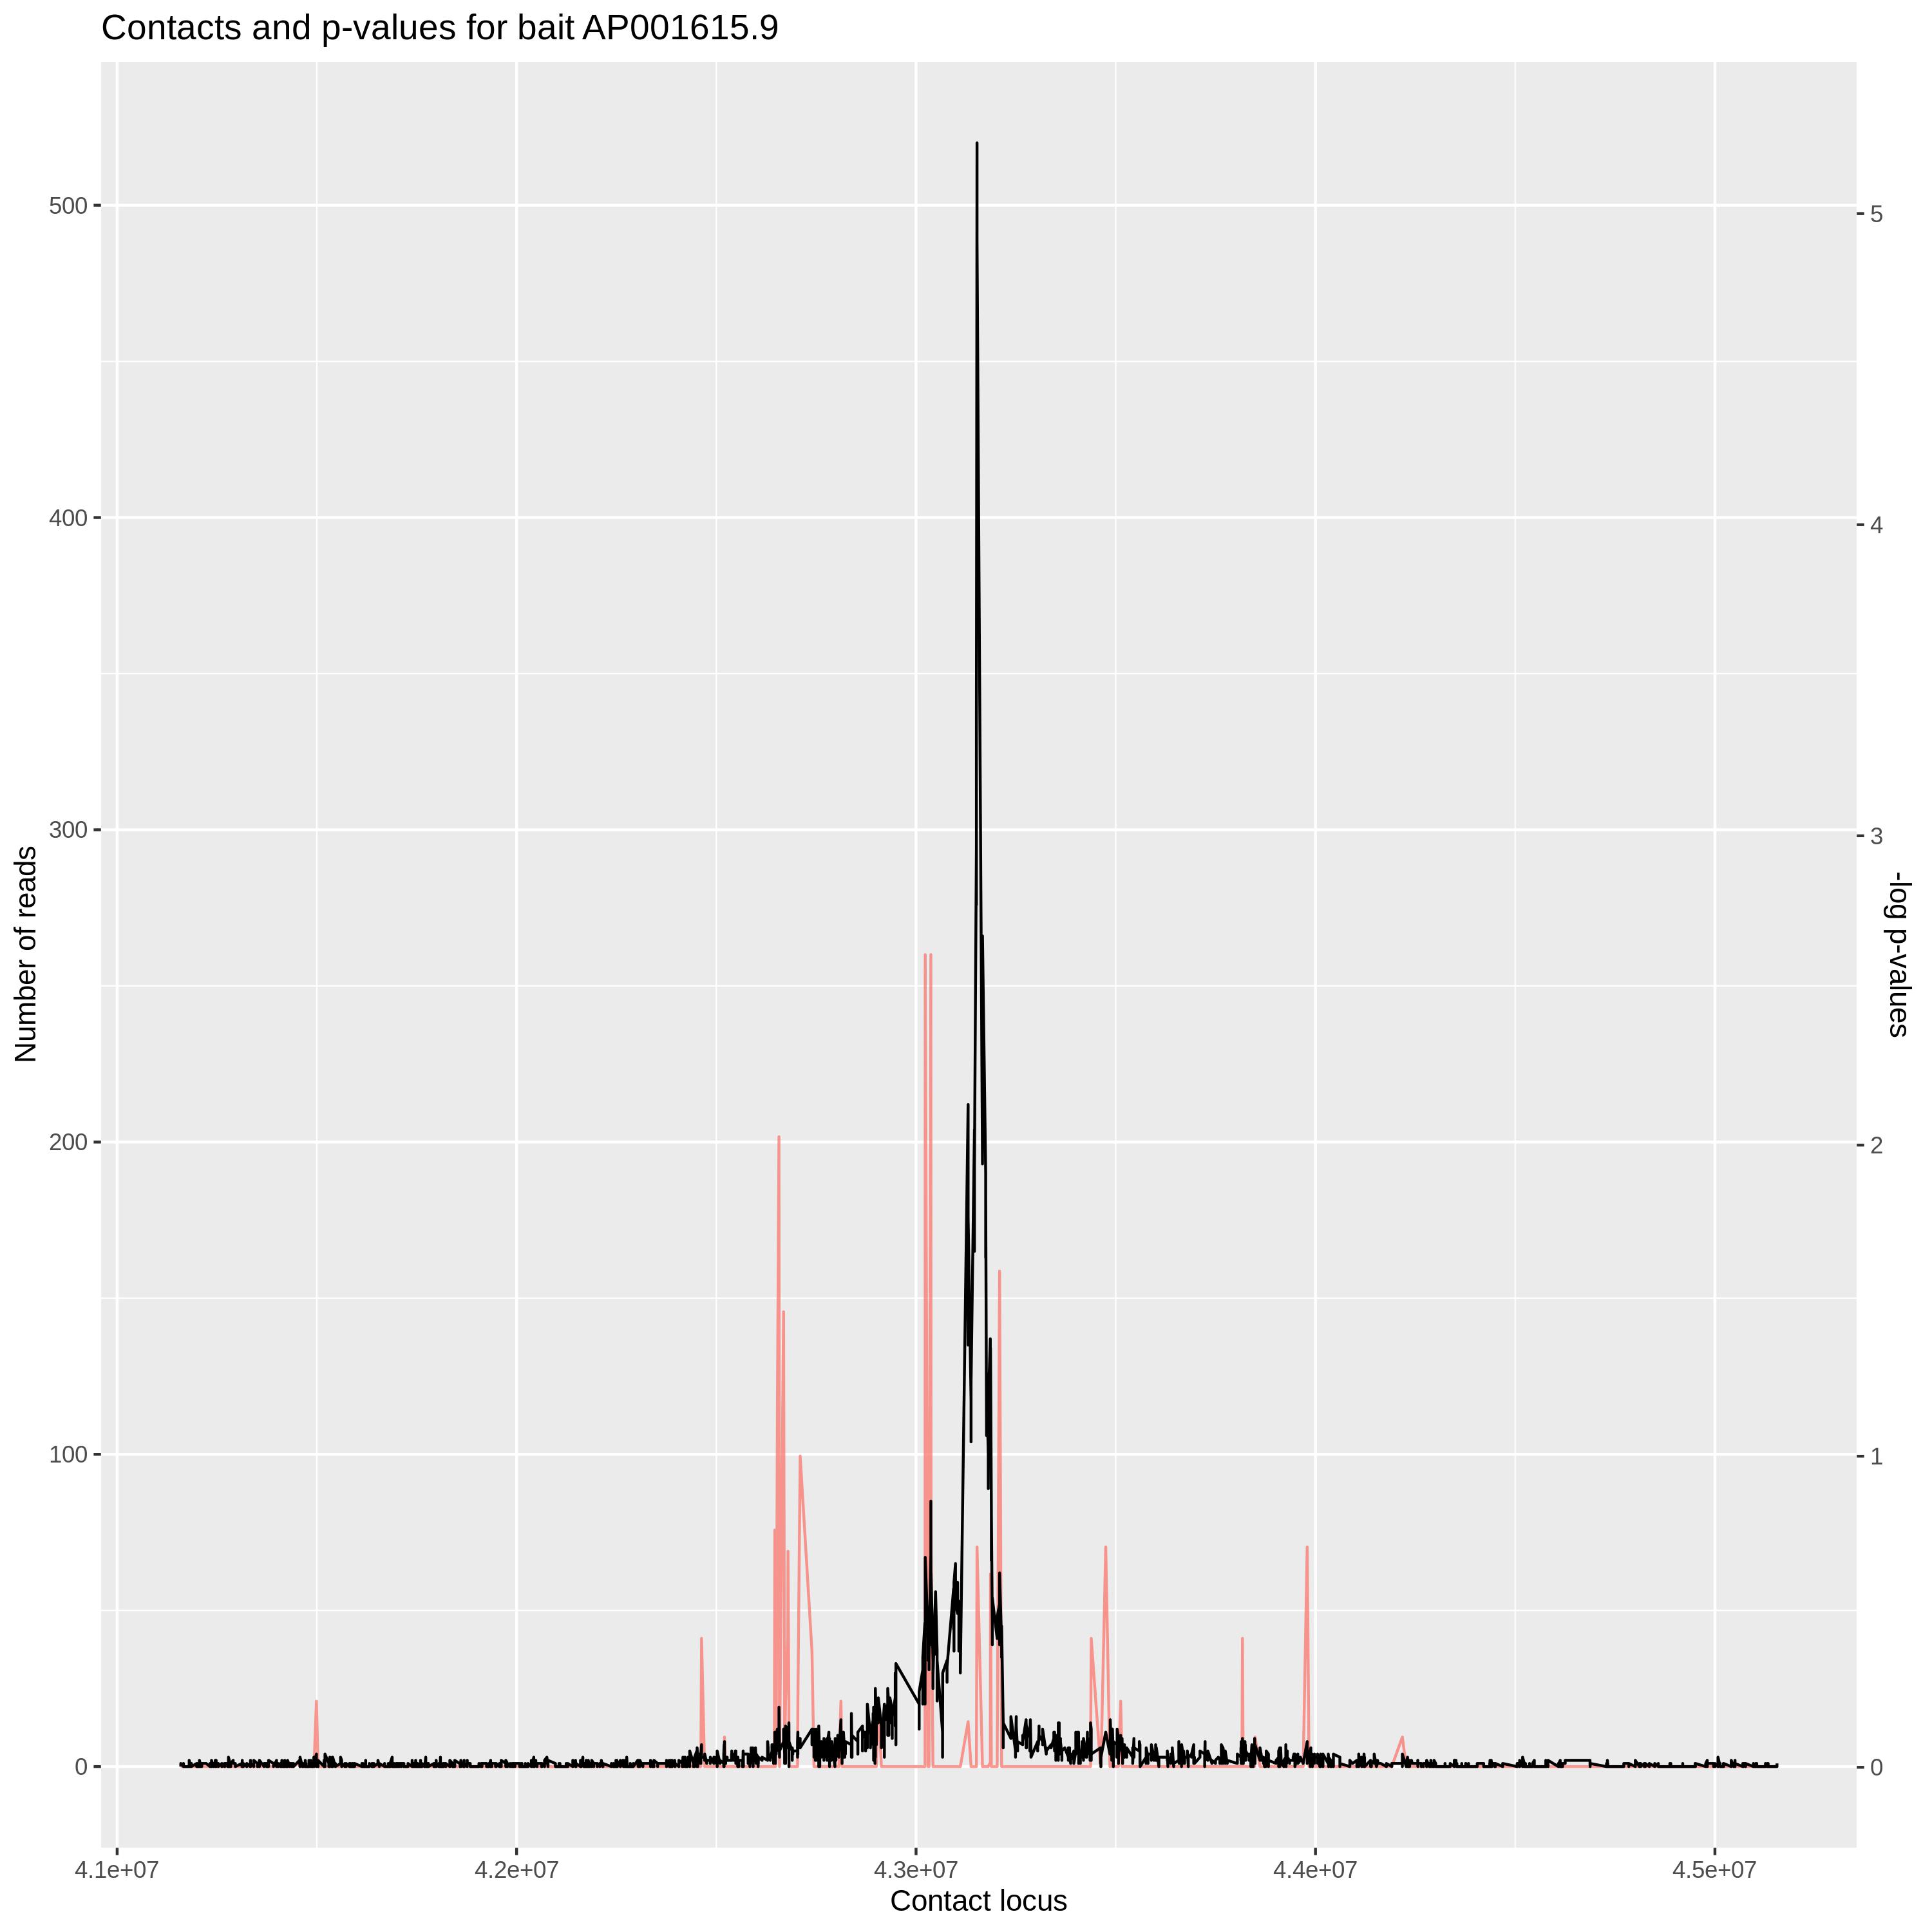 Contacts and p-values for bait AP001615.9
500
400
300
200
100
0
Number of reads
5
4
3
2
1
0
-log p-values
4.1e+07
4.2e+07
4.3e+07
4.4e+07
4.5e+07
Contact locus